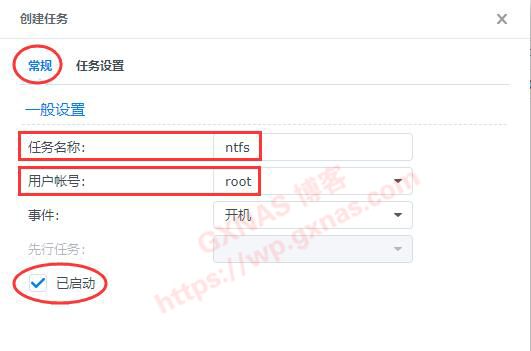 创建任务
常规 任务设置
一般设置
任务名称: ntfs
用户帐号: root
事件: 开机
先行任务:
已启动
GXNAS 博客
https://wp.gxnas.com